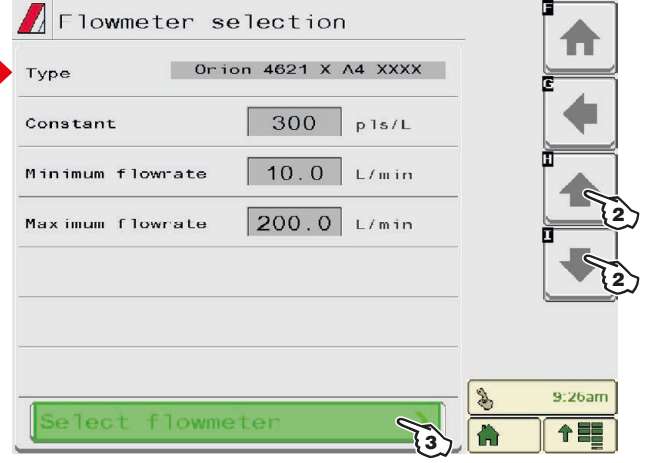 Flowmeter selection
Type Orion 4621 X A4 XXXX
Constant 300 pls/L
Minimum flowrate 10.0 L/min
Maximum flowrate 200.0 L/min
Select flowmeter
3
F
G
H
2
I
2
9:26am